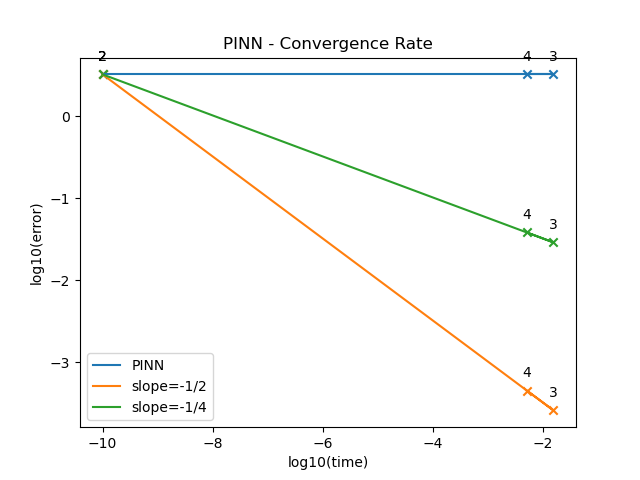 PINN - Convergence Rate
2
4
3
4
3
4
3
0
−1
−2
−3
log10(error)
PINN
slope=-1/2
slope=-1/4
−10
−8
−6
−4
−2
log10(time)